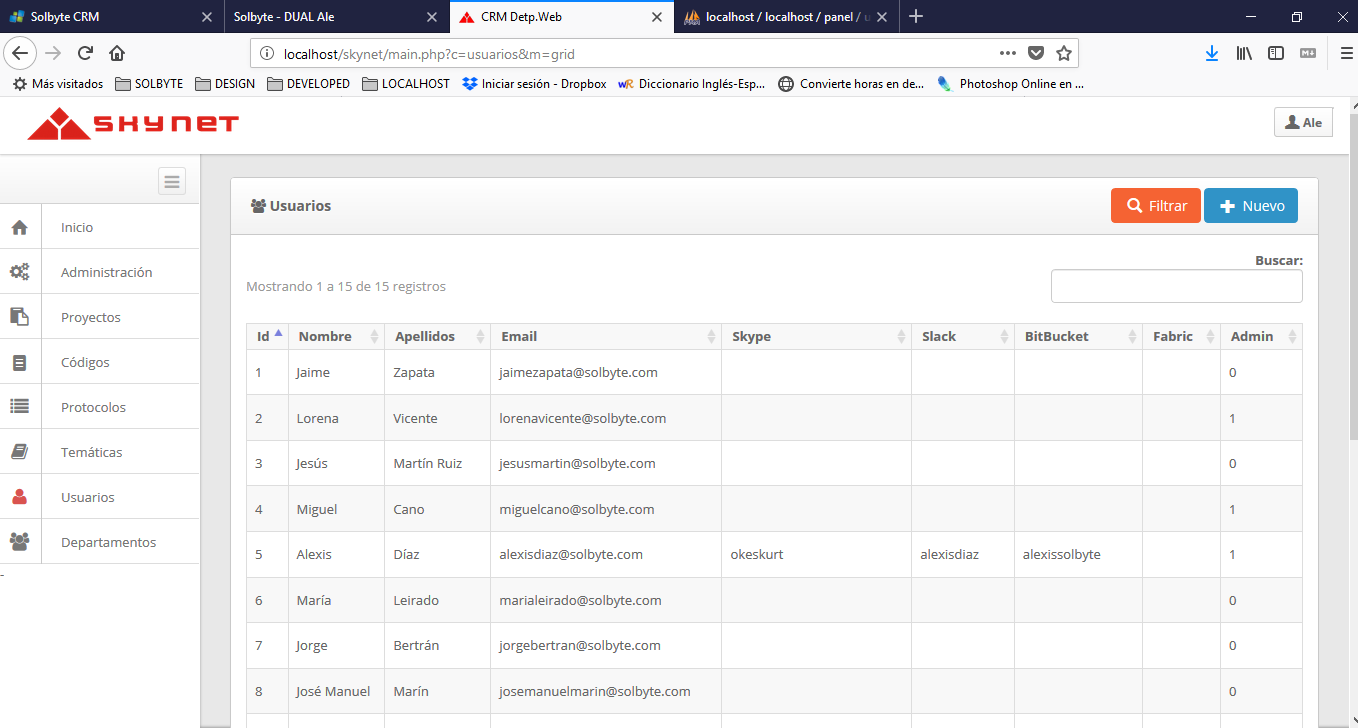 Solbyte CRM
Solbyte - DUAL Ale
CRM Detp.Web
localhost / localhost / panel /
localhost/skynet/main.php?c=usuarios&m=grid
Más visitados SOLBYTE DESIGN DEVELOPED LOCALHOST Iniciar sesión - Dropbox wR Diccionario Inglés-Esp... Convierte horas en de... Photoshop Online en ...
SKYNET
Ale
Inicio
Administración
Proyectos
Códigos
Protocolos
Temáticas
Usuarios
Departamentos
-
Usuarios
Filtrar
Nuevo
Buscar:
Mostrando 1 a 15 de 15 registros
Id Nombre Apellidos Email Skype Slack BitBucket Fabric Admin
1 Jaime Zapata jaimezapata@solbyte.com 0
2 Lorena Vicente lorenavicente@solbyte.com 1
3 Jesús Martín Ruiz jesusmartin@solbyte.com 0
4 Miguel Cano miguelcano@solbyte.com 1
5 Alexis Díaz alexisdiaz@solbyte.com okeskurt alexisdiaz alexissolbyte 1
6 María Leirado marialeirado@solbyte.com 0
7 Jorge Bertrán jorgebertran@solbyte.com 0
8 José Manuel Marín josemanuelmarin@solbyte.com 0